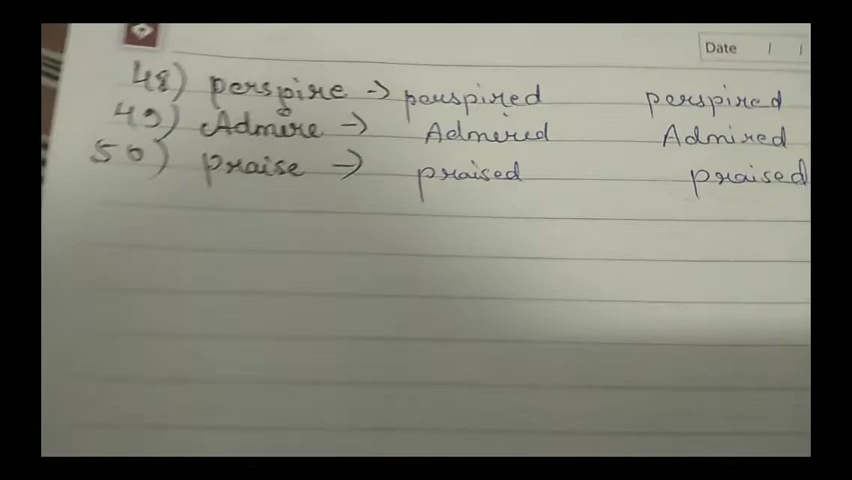 Date / /
48) perspire → perspired perspired
49) Admire → Admired Admired
50) praise → praised praised